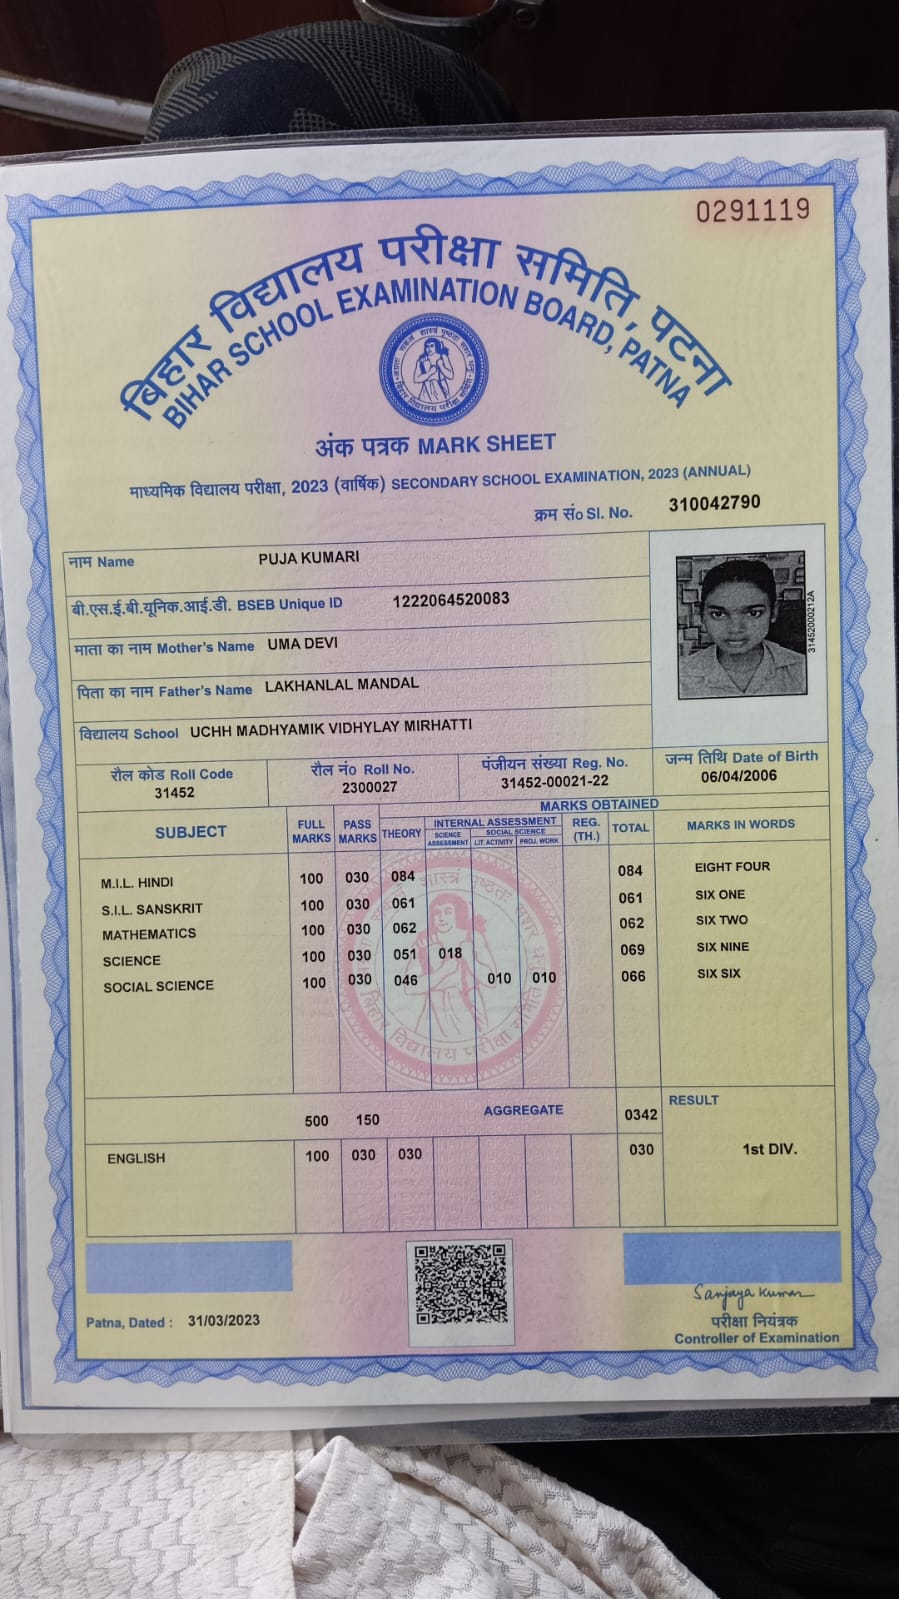 0291119
बिहार विद्यालय परीक्षा समिति, पटना
BIHAR SCHOOL EXAMINATION BOARD, PATNA
अंक पत्रक MARK SHEET
माध्यमिक विद्यालय परीक्षा, 2023 (वार्षिक) SECONDARY SCHOOL EXAMINATION, 2023 (ANNUAL)
क्रम सं० Sl. No. 310042790
नाम Name PUJA KUMARI
बी.एस.ई.बी.यूनिक.आई.डी. BSEB Unique ID 1222064520083
माता का नाम Mother's Name UMA DEVI
पिता का नाम Father's Name LAKHANLAL MANDAL
विद्यालय School UCHH MADHYAMIK VIDHYLAY MIRHATTI
31452000212A
रौल कोड Roll Code रौल नं० Roll No. पंजीयन संख्या Reg. No. जन्म तिथि Date of Birth
31452 2300027 31452-00021-22 06/04/2006
MARKS OBTAINED
SUBJECT FULL MARKS PASS MARKS THEORY INTERNAL ASSESSMENT REG. (TH.) TOTAL MARKS IN WORDS
SCIENCE ASSESSMENT SOCIAL SCIENCE LIT. ACTIVITY PROJ. WORK
M.I.L. HINDI 100 030 084 084 EIGHT FOUR
S.I.L. SANSKRIT 100 030 061 061 SIX ONE
MATHEMATICS 100 030 062 062 SIX TWO
SCIENCE 100 030 051 018 069 SIX NINE
SOCIAL SCIENCE 100 030 046 010 010 066 SIX SIX
बिहार विद्यालय परीक्षा समिति
500 150 AGGREGATE 0342 RESULT
ENGLISH 100 030 030 030 1st DIV.
Sanjaya Kumar
Patna, Dated : 31/03/2023 परीक्षा नियंत्रक
Controller of Examination